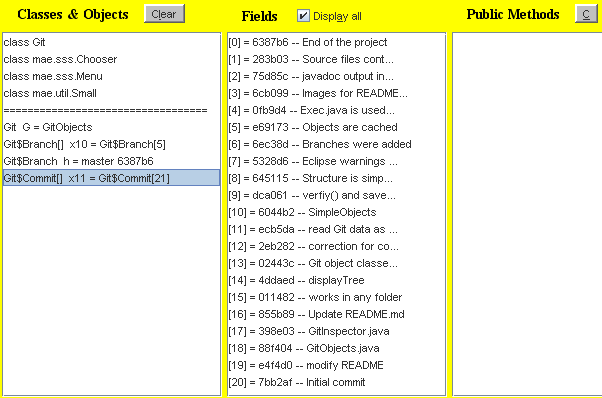 Classes & Objects
Clear
Fields
Display all
Public Methods
C
class Git
class mae.sss.Chooser
class mae.sss.Menu
class mae.util.Small
==================================
Git G = GitObjects
Git$Branch[] x10 = Git$Branch[5]
Git$Branch h = master 6387b6
Git$Commit[] x11 = Git$Commit[21]
[0] = 6387b6 -- End of the project
[1] = 283b03 -- Source files cont...
[2] = 75d85c -- javadoc output in...
[3] = 6cb099 -- Images for README...
[4] = 0fb9d4 -- Exec.java is used...
[5] = e69173 -- Objects are cached
[6] = 6ec38d -- Branches were added
[7] = 5328d6 -- Eclipse warnings ...
[8] = 645115 -- Structure is simp...
[9] = dca061 -- verfiy() and save...
[10] = 6044b2 -- SimpleObjects
[11] = ecb5da -- read Git data as ...
[12] = 2eb282 -- correction for co...
[13] = 02443c -- Git object classe...
[14] = 4ddaed -- displayTree
[15] = 011482 -- works in any folder
[16] = 855b89 -- Update README.md
[17] = 398e03 -- GitInspector.java
[18] = 88f404 -- GitObjects.java
[19] = e4f4d0 -- modify README
[20] = 7bb2af -- Initial commit